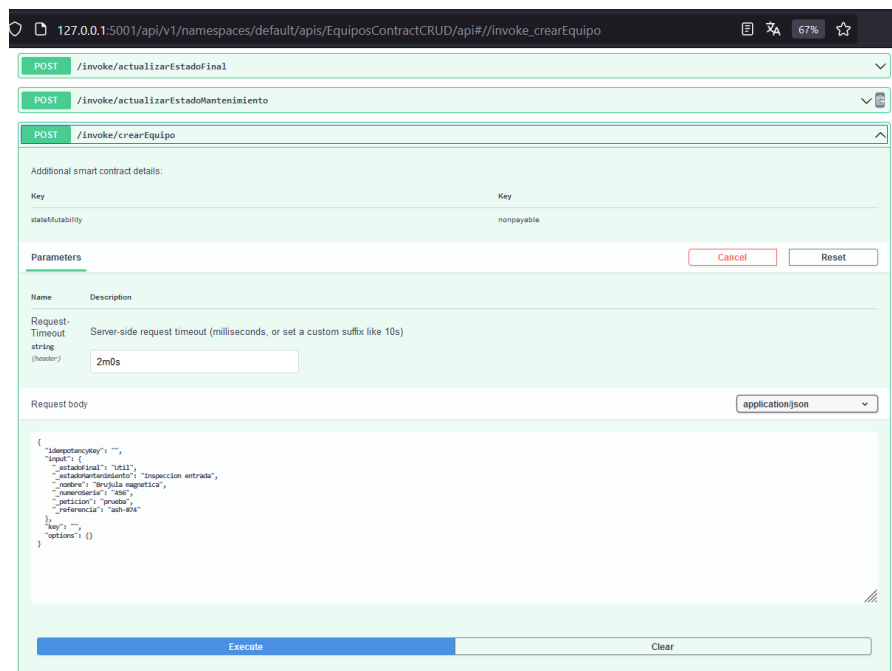 127.0.0.1:5001/api/v1/namespaces/default/apis/EquiposContractCRUD/api#//invoke_crearEquipo 67%
POST /invoke/actualizarEstadoFinal
POST /invoke/actualizarEstadoMantenimiento
POST /invoke/crearEquipo
Additional smart contract details:
Key Key
stateMutability nonpayable
Parameters Cancel Reset
Name Description
Request-
Timeout
string
(header)
Server-side request timeout (milliseconds, or set a custom suffix like 10s)
2m0s
Request body application/json
{
"idempotencyKey": "",
"input": {
"_estadoFinal": "Util",
"_estadoMantenimiento": "Inspeccion entrada",
"_nombre": "Brujula magnetica",
"_numeroSerie": "456",
"_peticion": "prueba",
"_referencia": "ash-874"
},
"key": "",
"options": {}
}
Execute Clear